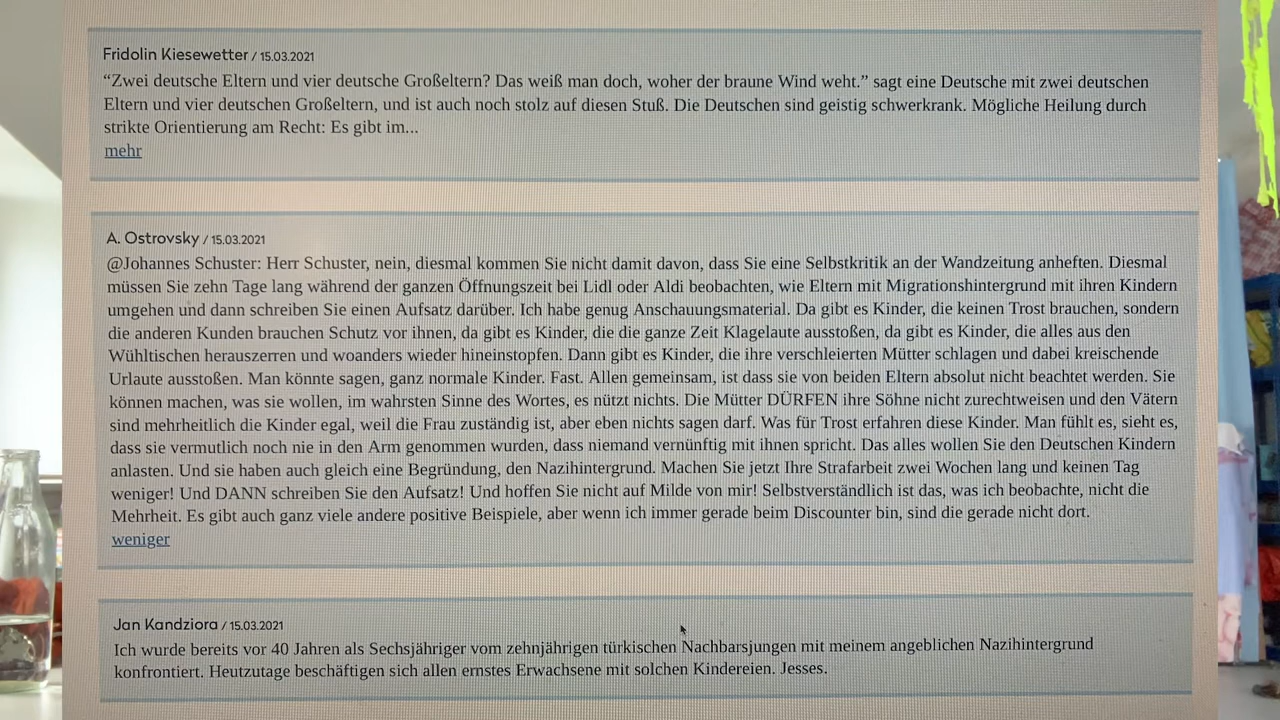 Fridolin Kiesewetter / 15.03.2021
“Zwei deutsche Eltern und vier deutsche Großeltern? Das weiß man doch, woher der braune Wind weht.” sagt eine Deutsche mit zwei deutschen
Eltern und vier deutschen Großeltern, und ist auch noch stolz auf diesen Stuß. Die Deutschen sind geistig schwerkrank. Mögliche Heilung durch
strikte Orientierung am Recht: Es gibt im...
mehr
A. Ostrovsky / 15.03.2021
@Johannes Schuster: Herr Schuster, nein, diesmal kommen Sie nicht damit davon, dass Sie eine Selbstkritik an der Wandzeitung anheften. Diesmal
müssen Sie zehn Tage lang während der ganzen Öffnungszeit bei Lidl oder Aldi beobachten, wie Eltern mit Migrationshintergrund mit ihren Kindern
umgehen und dann schreiben Sie einen Aufsatz darüber. Ich habe genug Anschauungsmaterial. Da gibt es Kinder, die keinen Trost brauchen, sondern
die anderen Kunden brauchen Schutz vor ihnen, da gibt es Kinder, die die ganze Zeit Klagelaute ausstoßen, da gibt es Kinder, die alles aus den
Wühltischen herauszerren und woanders wieder hineinstopfen. Dann gibt es Kinder, die ihre verschleierten Mütter schlagen und dabei kreischende
Urlaute ausstoßen. Man könnte sagen, ganz normale Kinder. Fast. Allen gemeinsam, ist dass sie von beiden Eltern absolut nicht beachtet werden. Sie
können machen, was sie wollen, im wahrsten Sinne des Wortes, es nützt nichts. Die Mütter DÜRFEN ihre Söhne nicht zurechtweisen und den Vätern
sind mehrheitlich die Kinder egal, weil die Frau zuständig ist, aber eben nichts sagen darf. Was für Trost erfahren diese Kinder. Man fühlt es, sieht es,
dass sie vermutlich noch nie in den Arm genommen wurden, dass niemand vernünftig mit ihnen spricht. Das alles wollen Sie den Deutschen Kindern
anlasten. Und sie haben auch gleich eine Begründung, den Nazihintergrund. Machen Sie jetzt Ihre Strafarbeit zwei Wochen lang und keinen Tag
weniger! Und DANN schreiben Sie den Aufsatz! Und hoffen Sie nicht auf Milde von mir! Selbstverständlich ist das, was ich beobachte, nicht die
Mehrheit. Es gibt auch ganz viele andere positive Beispiele, aber wenn ich immer gerade beim Discounter bin, sind die gerade nicht dort.
weniger
Jan Kandziora / 15.03.2021
Ich wurde bereits vor 40 Jahren als Sechsjähriger vom zehnjährigen türkischen Nachbarsjungen mit meinem angeblichen Nazihintergrund
konfrontiert. Heutzutage beschäftigen sich allen ernstes Erwachsene mit solchen Kindereien. Jesses.